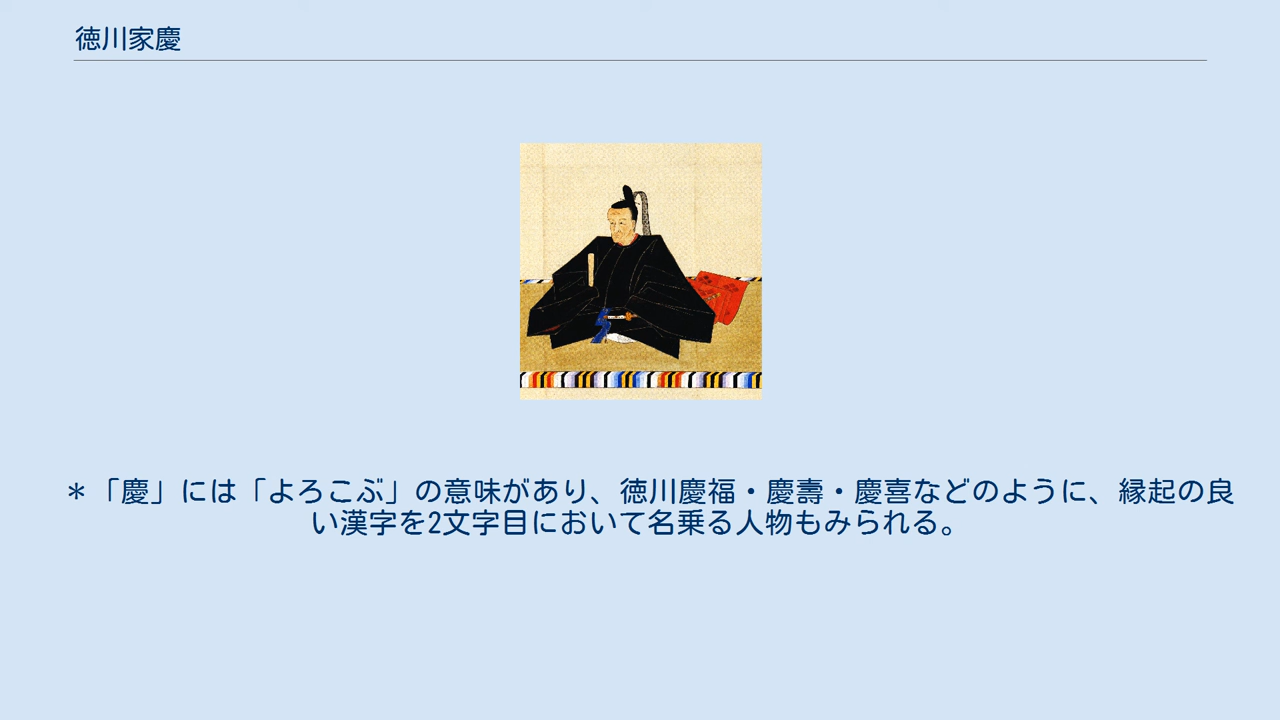 徳川家慶
＊「慶」には「よろこぶ」の意味があり、徳川慶福・慶壽・慶喜などのように、縁起の良
い漢字を2文字目において名乗る人物もみられる。